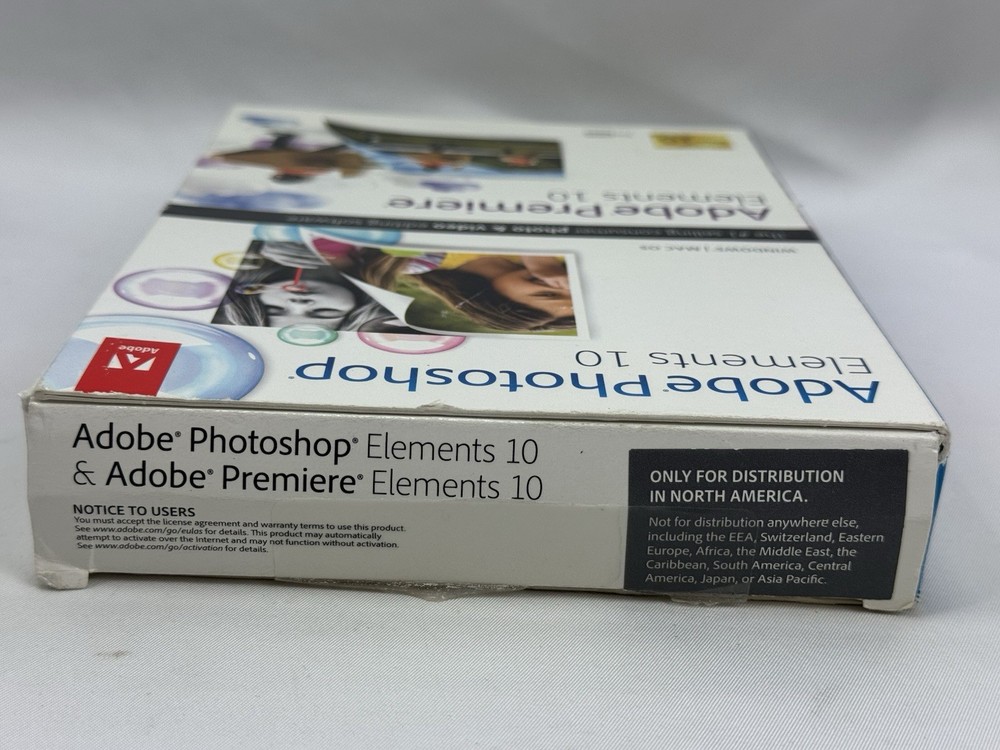 Adobe Premiere
Elements 10
the #1 selling consumer photo & video editing software
WINDOWS | MAC OS
Adobe Photoshop
Elements 10
Adobe
Adobe® Photoshop® Elements 10
& Adobe® Premiere® Elements 10
NOTICE TO USERS
You must accept the license agreement and warranty terms to use this product.
See www.adobe.com/go/eulas for details. This product may automatically
attempt to activate over the Internet and may not function without activation.
See www.adobe.com/go/activation for details.
ONLY FOR DISTRIBUTION
IN NORTH AMERICA.
Not for distribution anywhere else,
including the EEA, Switzerland, Eastern
Europe, Africa, the Middle East, the
Caribbean, South America, Central
America, Japan, or Asia Pacific.